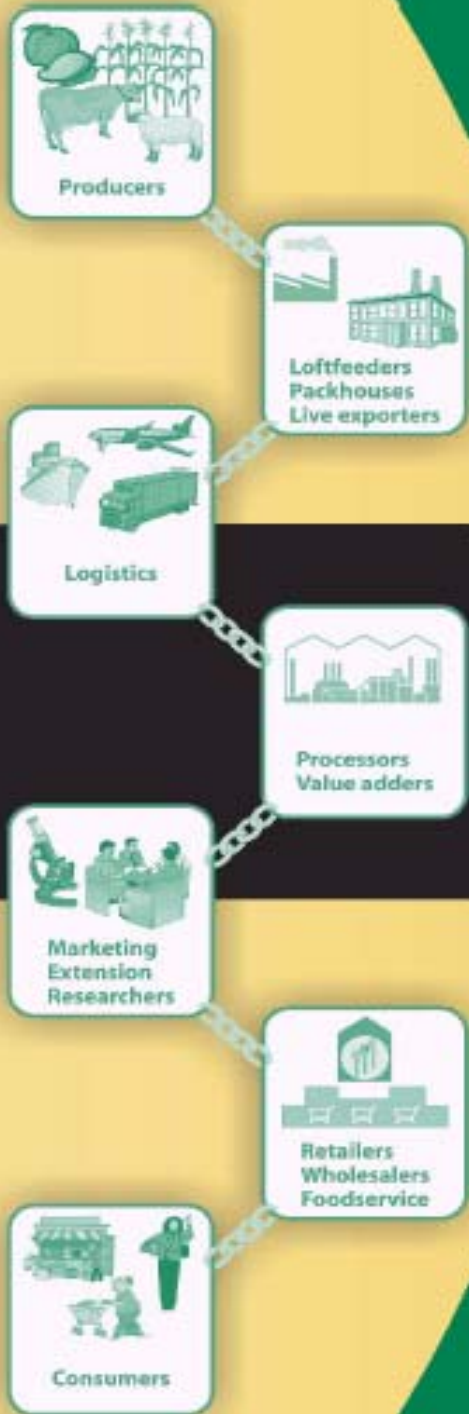 Producers
Loftfeeders
Packhouses
Live exporters
Logistics
Processors
Value adders
Marketing
Extension
Researchers
Retailers
Wholesalers
Foodservice
Consumers